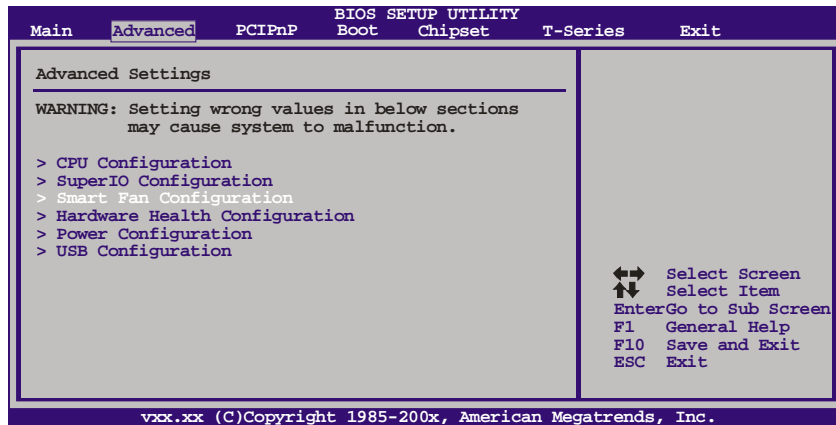 BIOS SETUP UTILITY
Main Advanced PCIPnP Boot Chipset T-Series Exit
Advanced Settings
WARNING: Setting wrong values in below sections
may cause system to malfunction.
> CPU Configuration
> SuperIO Configuration
> Smart Fan Configuration
> Hardware Health Configuration
> Power Configuration
> USB Configuration
Select Screen
Select Item
EnterGo to Sub Screen
F1 General Help
F10 Save and Exit
ESC Exit
vxx.xx (C)Copyright 1985-200x, American Megatrends, Inc.